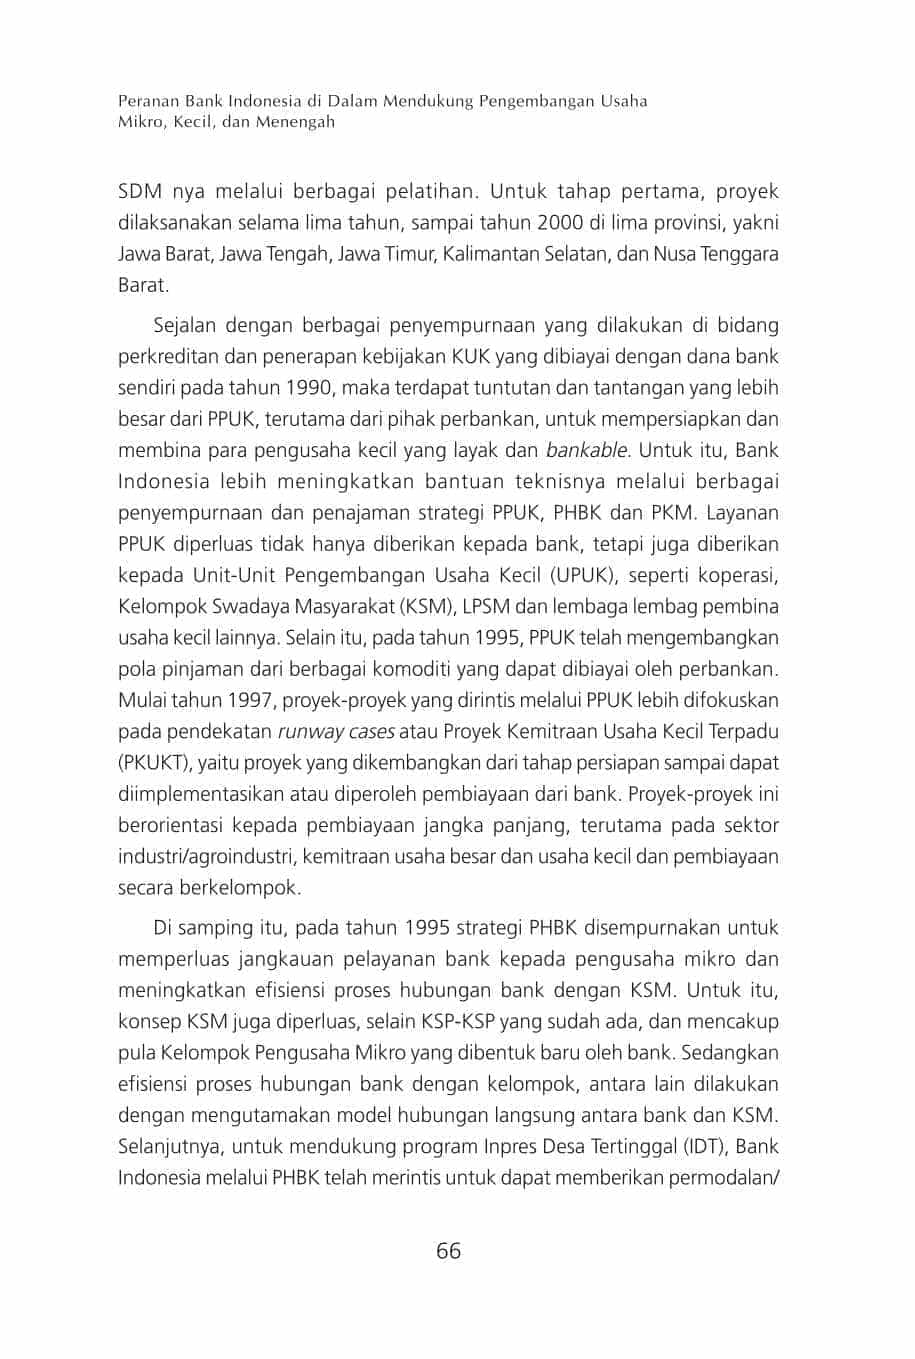 Peranan Bank Indonesia di Dalam Mendukung Pengembangan Usaha
Mikro, Kecil, dan Menengah
SDM nya melalui berbagai pelatihan. Untuk tahap pertama, proyek
dilaksanakan selama lima tahun, sampai tahun 2000 di lima provinsi, yakni
Jawa Barat, Jawa Tengah, Jawa Timur, Kalimantan Selatan, dan Nusa Tenggara
Barat.
Sejalan dengan berbagai penyempurnaan yang dilakukan di bidang
perkreditan dan penerapan kebijakan KUK yang dibiayai dengan dana bank
sendiri pada tahun 1990, maka terdapat tuntutan dan tantangan yang lebih
besar dari PPUK, terutama dari pihak perbankan, untuk mempersiapkan dan
membina para pengusaha kecil yang layak dan bankable. Untuk itu, Bank
Indonesia lebih meningkatkan bantuan teknisnya melalui berbagai
penyempurnaan dan penajaman strategi PPUK, PHBK dan PKM. Layanan
PPUK diperluas tidak hanya diberikan kepada bank, tetapi juga diberikan
kepada Unit-Unit Pengembangan Usaha Kecil (UPUK), seperti koperasi,
Kelompok Swadaya Masyarakat (KSM), LPSM dan lembaga lembag pembina
usaha kecil lainnya. Selain itu, pada tahun 1995, PPUK telah mengembangkan
pola pinjaman dari berbagai komoditi yang dapat dibiayai oleh perbankan.
Mulai tahun 1997, proyek-proyek yang dirintis melalui PPUK lebih difokuskan
pada pendekatan runway cases atau Proyek Kemitraan Usaha Kecil Terpadu
(PKUKT), yaitu proyek yang dikembangkan dari tahap persiapan sampai dapat
diimplementasikan atau diperoleh pembiayaan dari bank. Proyek-proyek ini
berorientasi kepada pembiayaan jangka panjang, terutama pada sektor
industri/agroindustri, kemitraan usaha besar dan usaha kecil dan pembiayaan
secara berkelompok.
Di samping itu, pada tahun 1995 strategi PHBK disempurnakan untuk
memperluas jangkauan pelayanan bank kepada pengusaha mikro dan
meningkatkan efisiensi proses hubungan bank dengan KSM. Untuk itu,
konsep KSM juga diperluas, selain KSP-KSP yang sudah ada, dan mencakup
pula Kelompok Pengusaha Mikro yang dibentuk baru oleh bank. Sedangkan
efisiensi proses hubungan bank dengan kelompok, antara lain dilakukan
dengan mengutamakan model hubungan langsung antara bank dan KSM.
Selanjutnya, untuk mendukung program Inpres Desa Tertinggal (IDT), Bank
Indonesia melalui PHBK telah merintis untuk dapat memberikan permodalan/
66